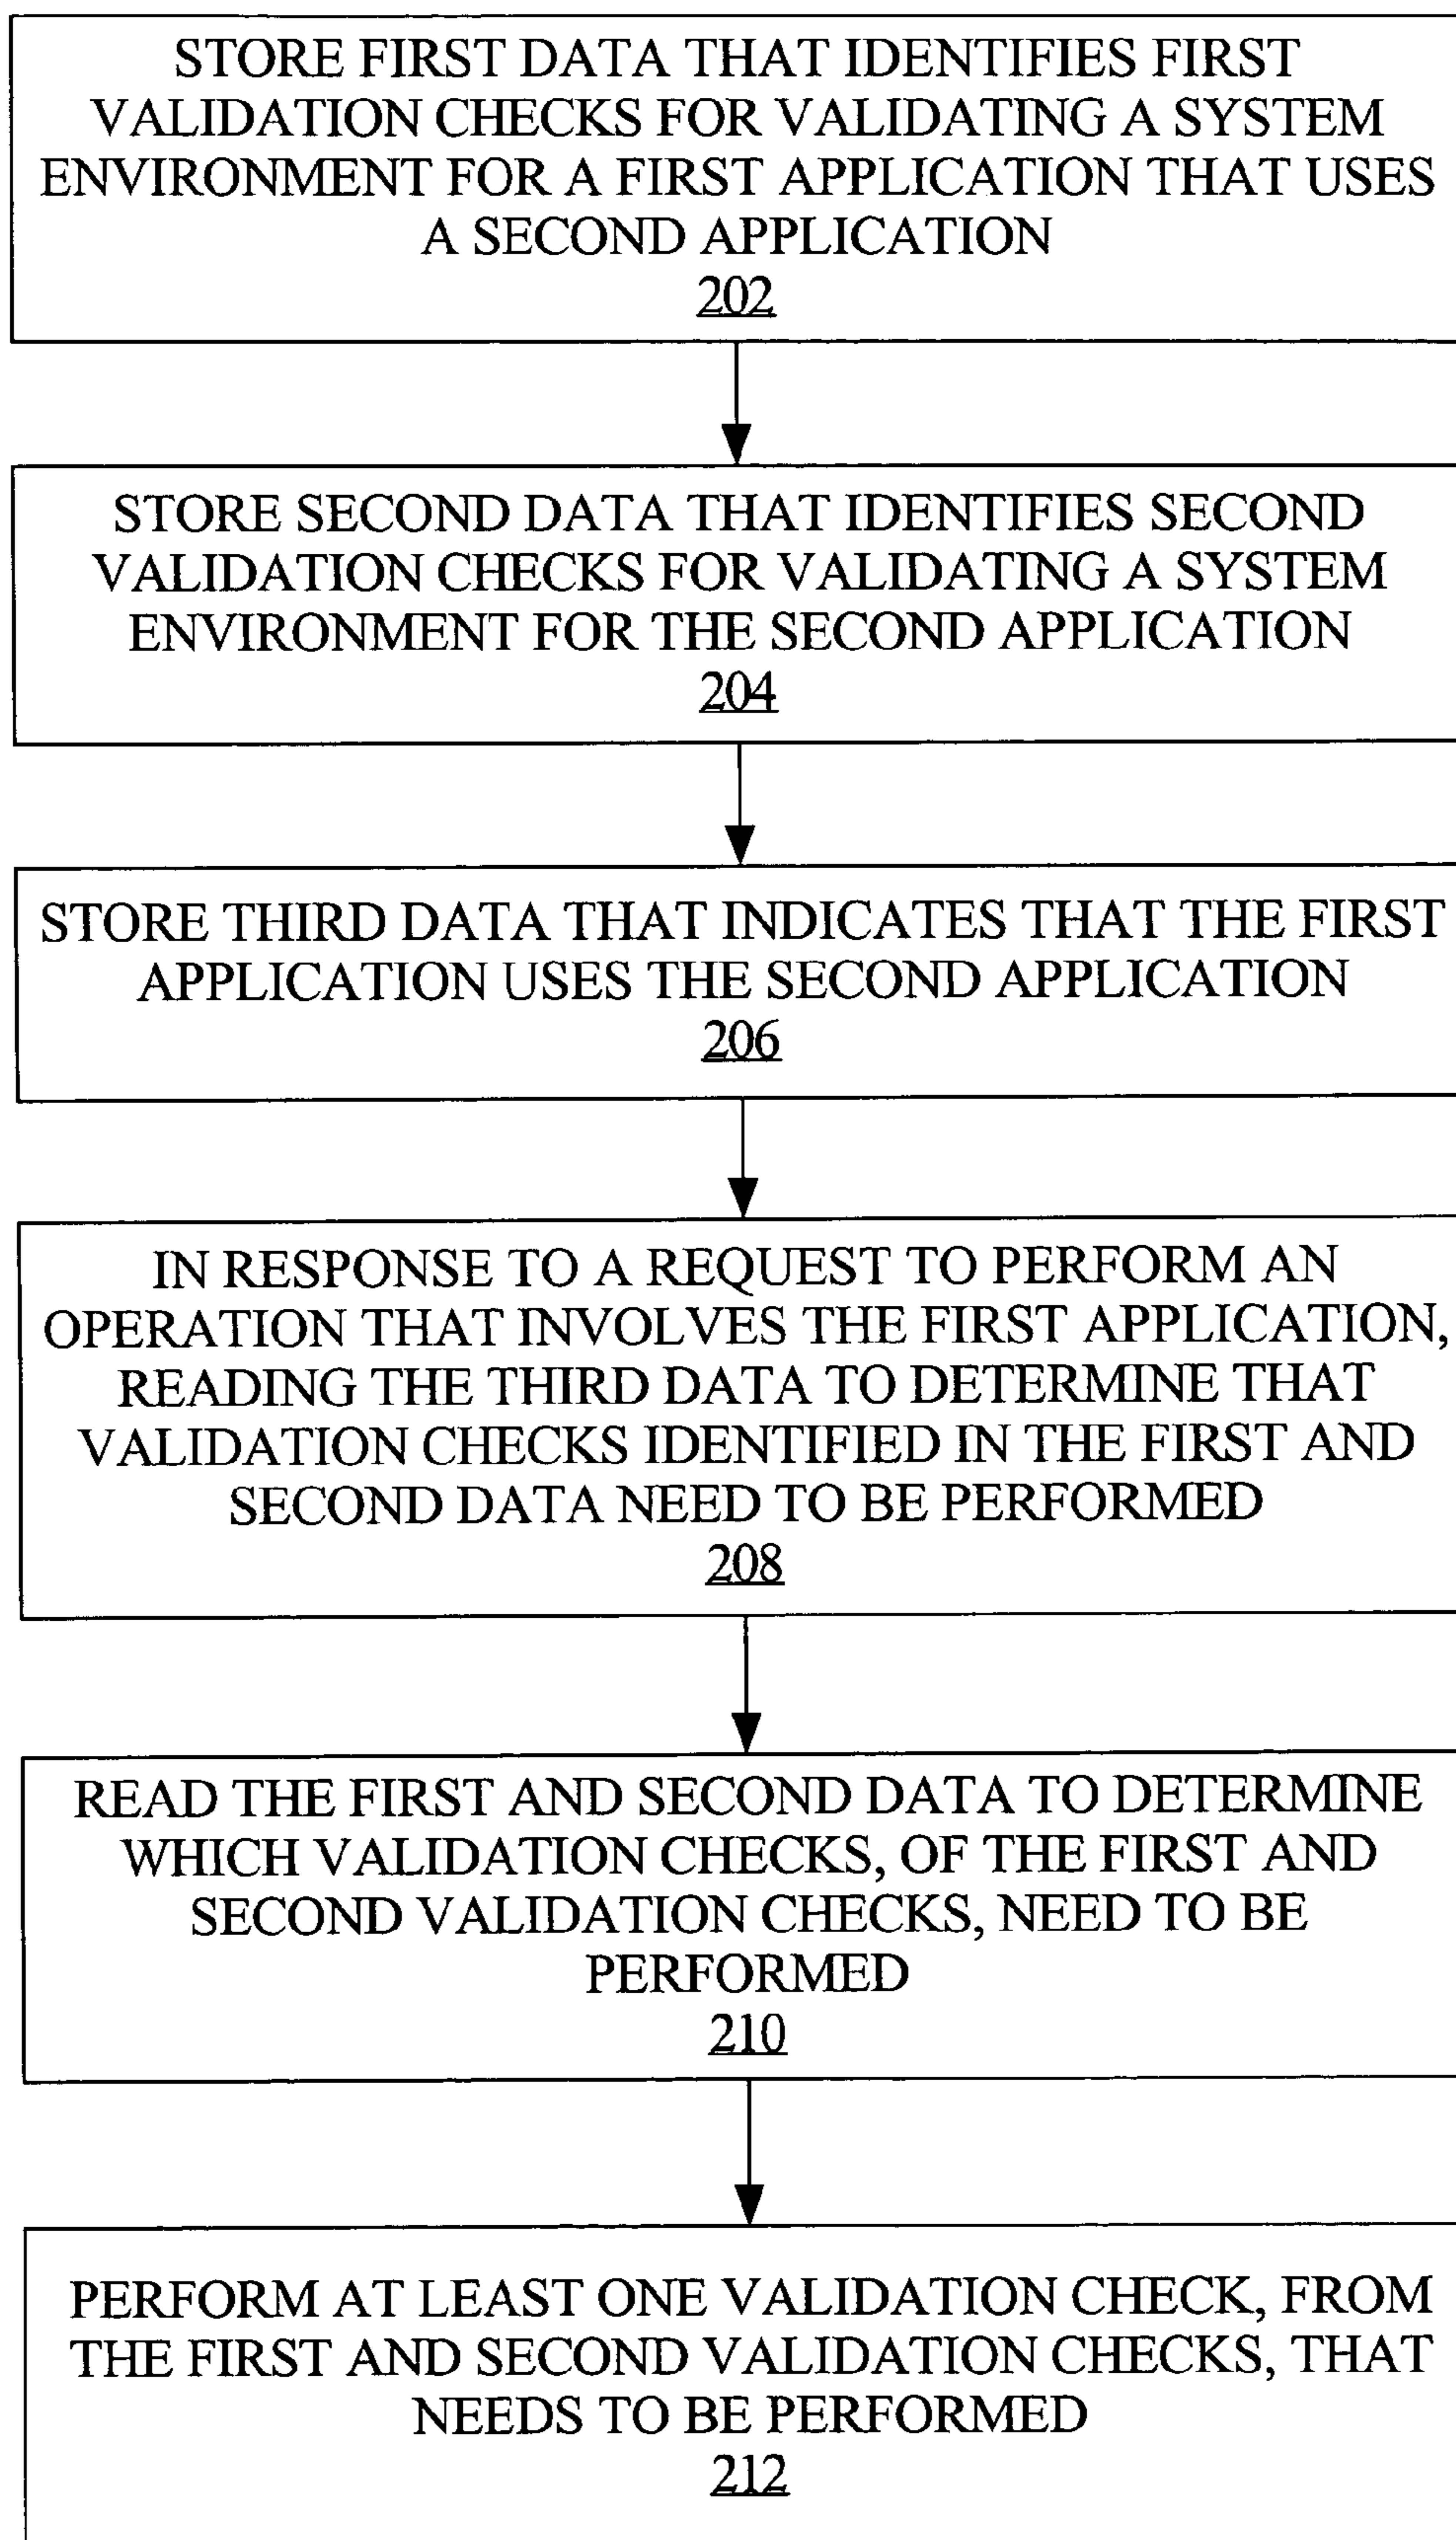 STORE FIRST DATA THAT IDENTIFIES FIRST
VALIDATION CHECKS FOR VALIDATING A SYSTEM
ENVIRONMENT FOR A FIRST APPLICATION THAT USES
A SECOND APPLICATION
202
STORE SECOND DATA THAT IDENTIFIES SECOND
VALIDATION CHECKS FOR VALIDATING A SYSTEM
ENVIRONMENT FOR THE SECOND APPLICATION
204
STORE THIRD DATA THAT INDICATES THAT THE FIRST
APPLICATION USES THE SECOND APPLICATION
206
IN RESPONSE TO A REQUEST TO PERFORM AN
OPERATION THAT INVOLVES THE FIRST APPLICATION,
READING THE THIRD DATA TO DETERMINE THAT
VALIDATION CHECKS IDENTIFIED IN THE FIRST AND
SECOND DATA NEED TO BE PERFORMED
208
READ THE FIRST AND SECOND DATA TO DETERMINE
WHICH VALIDATION CHECKS, OF THE FIRST AND
SECOND VALIDATION CHECKS, NEED TO BE
PERFORMED
210
PERFORM AT LEAST ONE VALIDATION CHECK, FROM
THE FIRST AND SECOND VALIDATION CHECKS, THAT
NEEDS TO BE PERFORMED
212